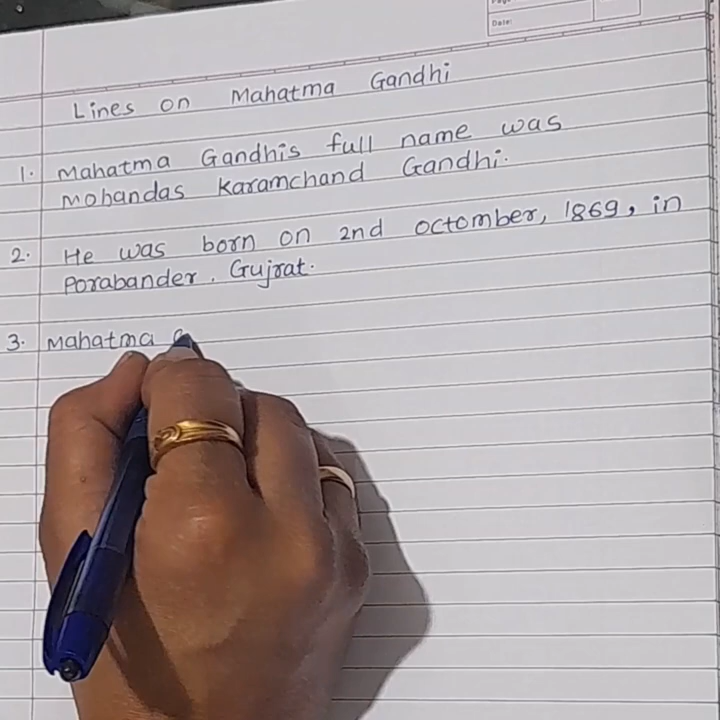 Date:
Lines on Mahatma Gandhi
1. Mahatma Gandhis full name was
Mohandas Karamchand Gandhi.
2. He was born on 2nd octomber, 1869, in
Porabander, Gujrat.
3. Mahatma